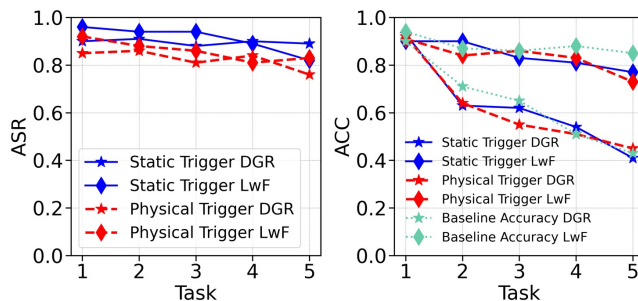 1.0
0.8
0.6
0.4
0.2
0.0
ASR
Static Trigger DGR
Static Trigger LwF
Physical Trigger DGR
Physical Trigger LwF
1 2 3 4 5
Task
1.0
0.8
0.6
0.4
0.2
0.0
ACC
Static Trigger DGR
Static Trigger LwF
Physical Trigger DGR
Physical Trigger LwF
Baseline Accuracy DGR
Baseline Accuracy LwF
1 2 3 4 5
Task